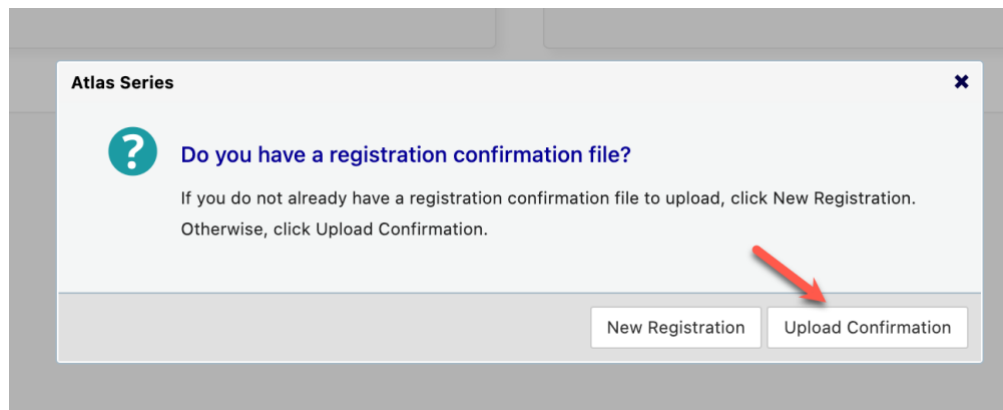 Atlas Series
Do you have a registration confirmation file?
If you do not already have a registration confirmation file to upload, click New Registration.
Otherwise, click Upload Confirmation.
New Registration
Upload Confirmation